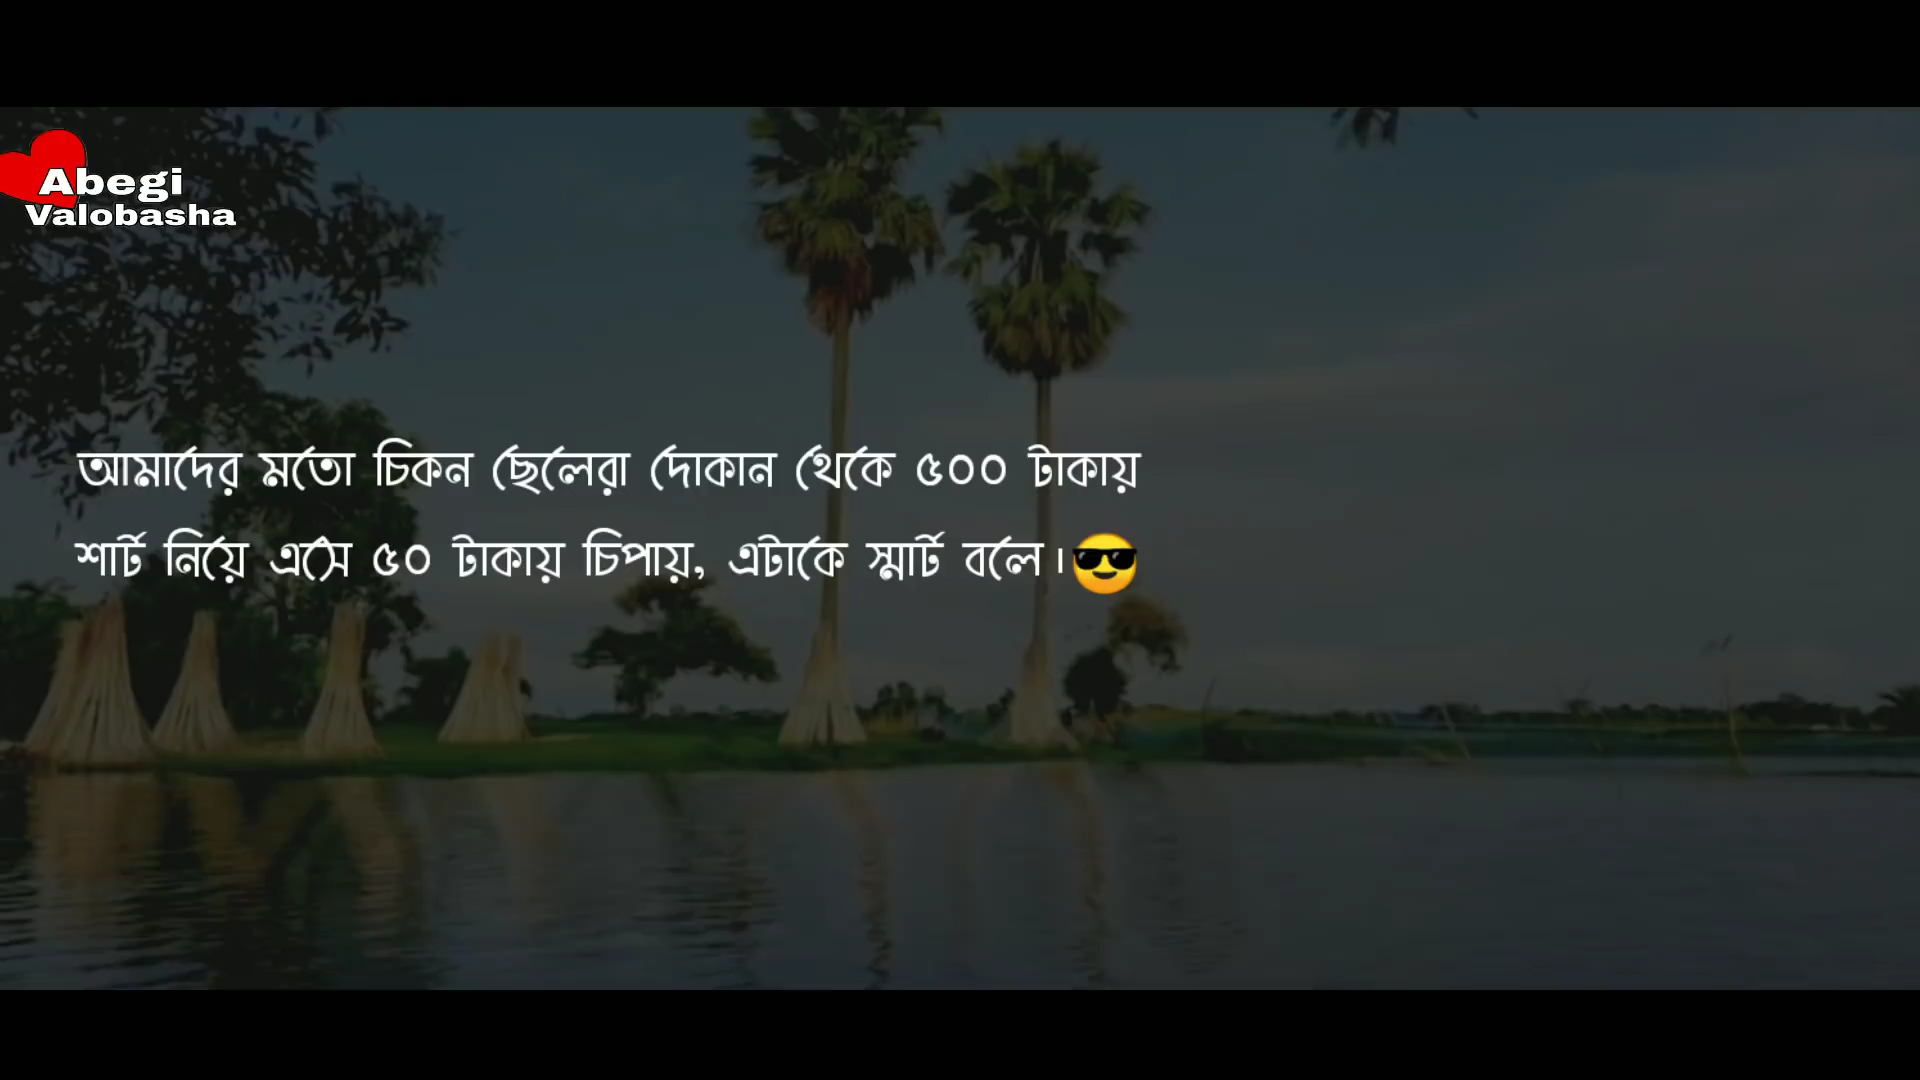 Abegi
Valobasha
আমাদের মতো চিকন ছেলেরা দোকান থেকে ৫০০ টাকায়
শার্ট নিয়ে এসে ৫০ টাকায় চিপায়, এটাকে স্মার্ট বলে।😎